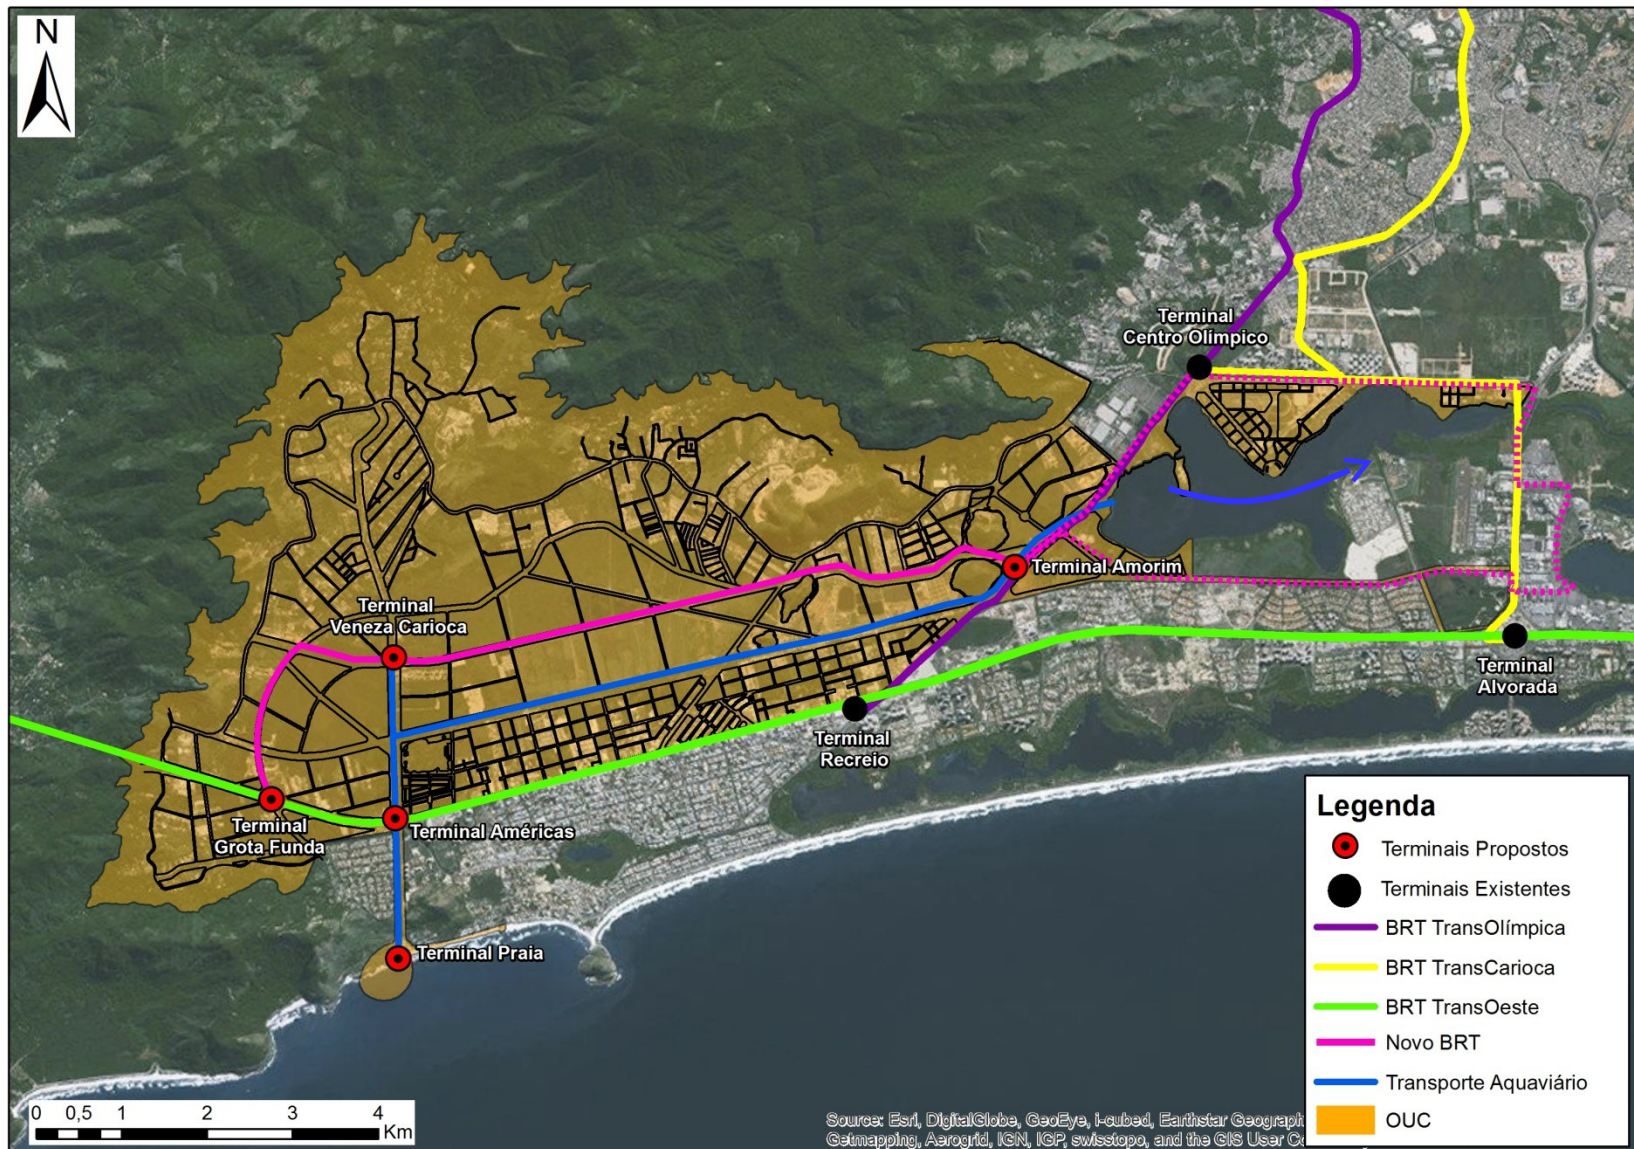 N
Terminal
Centro Olímpico
Terminal Amorim
Terminal
Veneza Carioca
Terminal
Alvorada
Terminal
Recreio
Terminal
Grota Funda
Terminal Américas
Terminal Praia
Legenda
Terminais Propostos
Terminais Existentes
BRT TransOlímpica
BRT TransCarioca
BRT TransOeste
Novo BRT
Transporte Aquaviário
OUC
0 0,5 1 2 3 4
Km
Source: Esri, DigitalGlobe, GeoEye, i-cubed, Earthstar Geograph
Getmapping, Aerogrid, IGN, IGP, swisstopo, and the GIS User Co